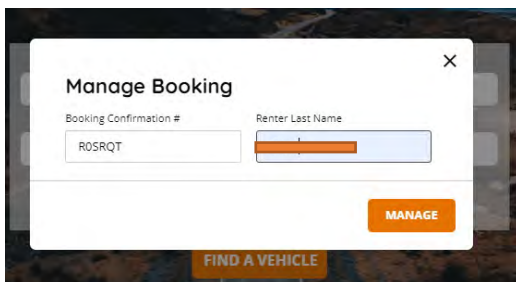 Manage Booking
Booking Confirmation # Renter Last Name
R0SRQT
MANAGE
FIND A VEHICLE